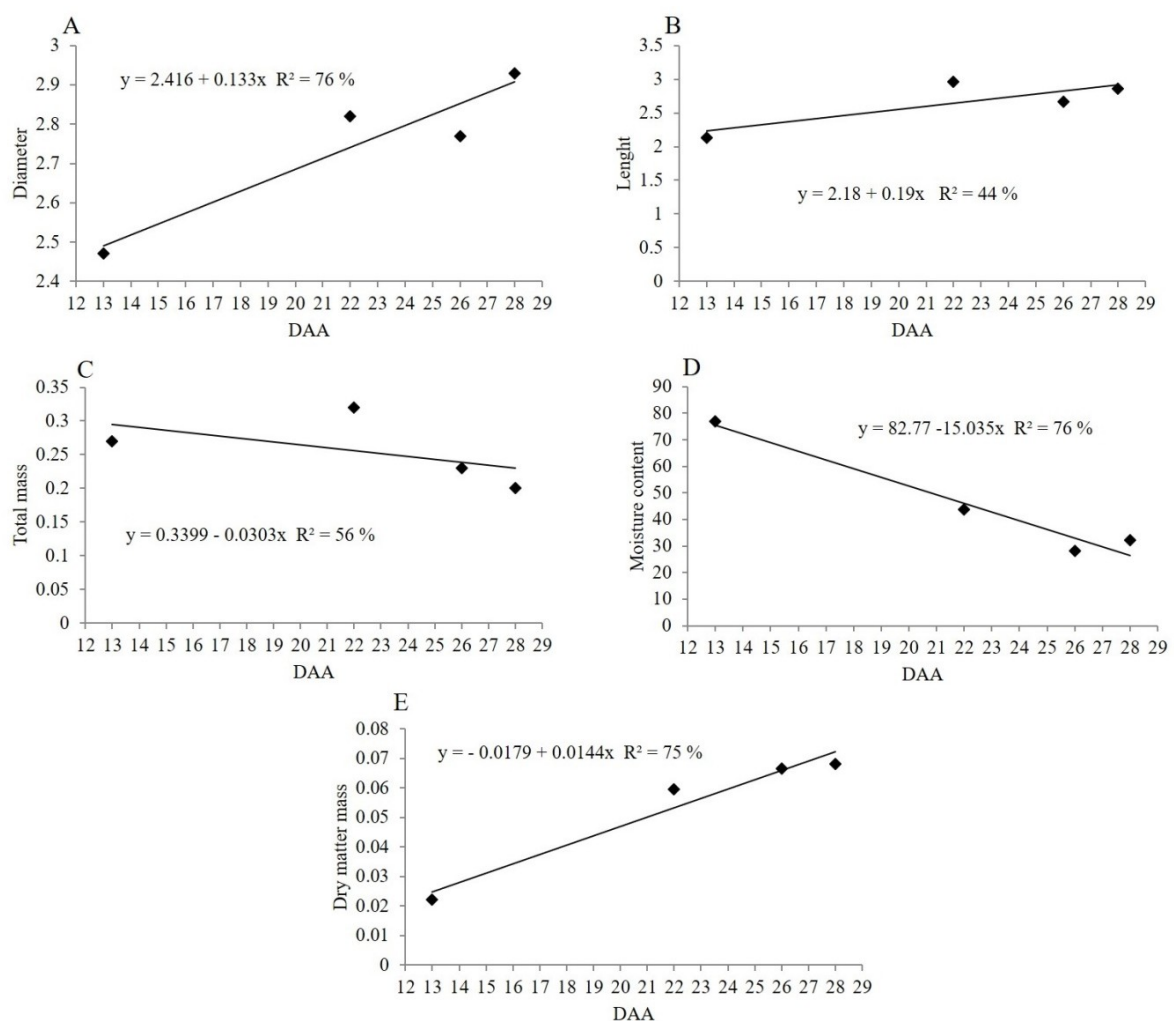 A
y = 2.416 + 0.133x R² = 76 %
Diameter
3
2.9
2.8
2.7
2.6
2.5
2.4
12 13 14 15 16 17 18 19 20 21 22 23 24 25 26 27 28 29
DAA
B
y = 2.18 + 0.19x R² = 44 %
Lenght
3.5
3
2.5
2
1.5
1
0.5
0
12 13 14 15 16 17 18 19 20 21 22 23 24 25 26 27 28 29
DAA
C
y = 0.3399 - 0.0303x R² = 56 %
Total mass
0.35
0.3
0.25
0.2
0.15
0.1
0.05
0
12 13 14 15 16 17 18 19 20 21 22 23 24 25 26 27 28 29
DAA
D
y = 82.77 -15.035x R² = 76 %
Moisture content
90
80
70
60
50
40
30
20
10
0
12 13 14 15 16 17 18 19 20 21 22 23 24 25 26 27 28 29
DAA
E
y = - 0.0179 + 0.0144x R² = 75 %
Dry matter mass
0.08
0.07
0.06
0.05
0.04
0.03
0.02
0.01
0
12 13 14 15 16 17 18 19 20 21 22 23 24 25 26 27 28 29
DAA